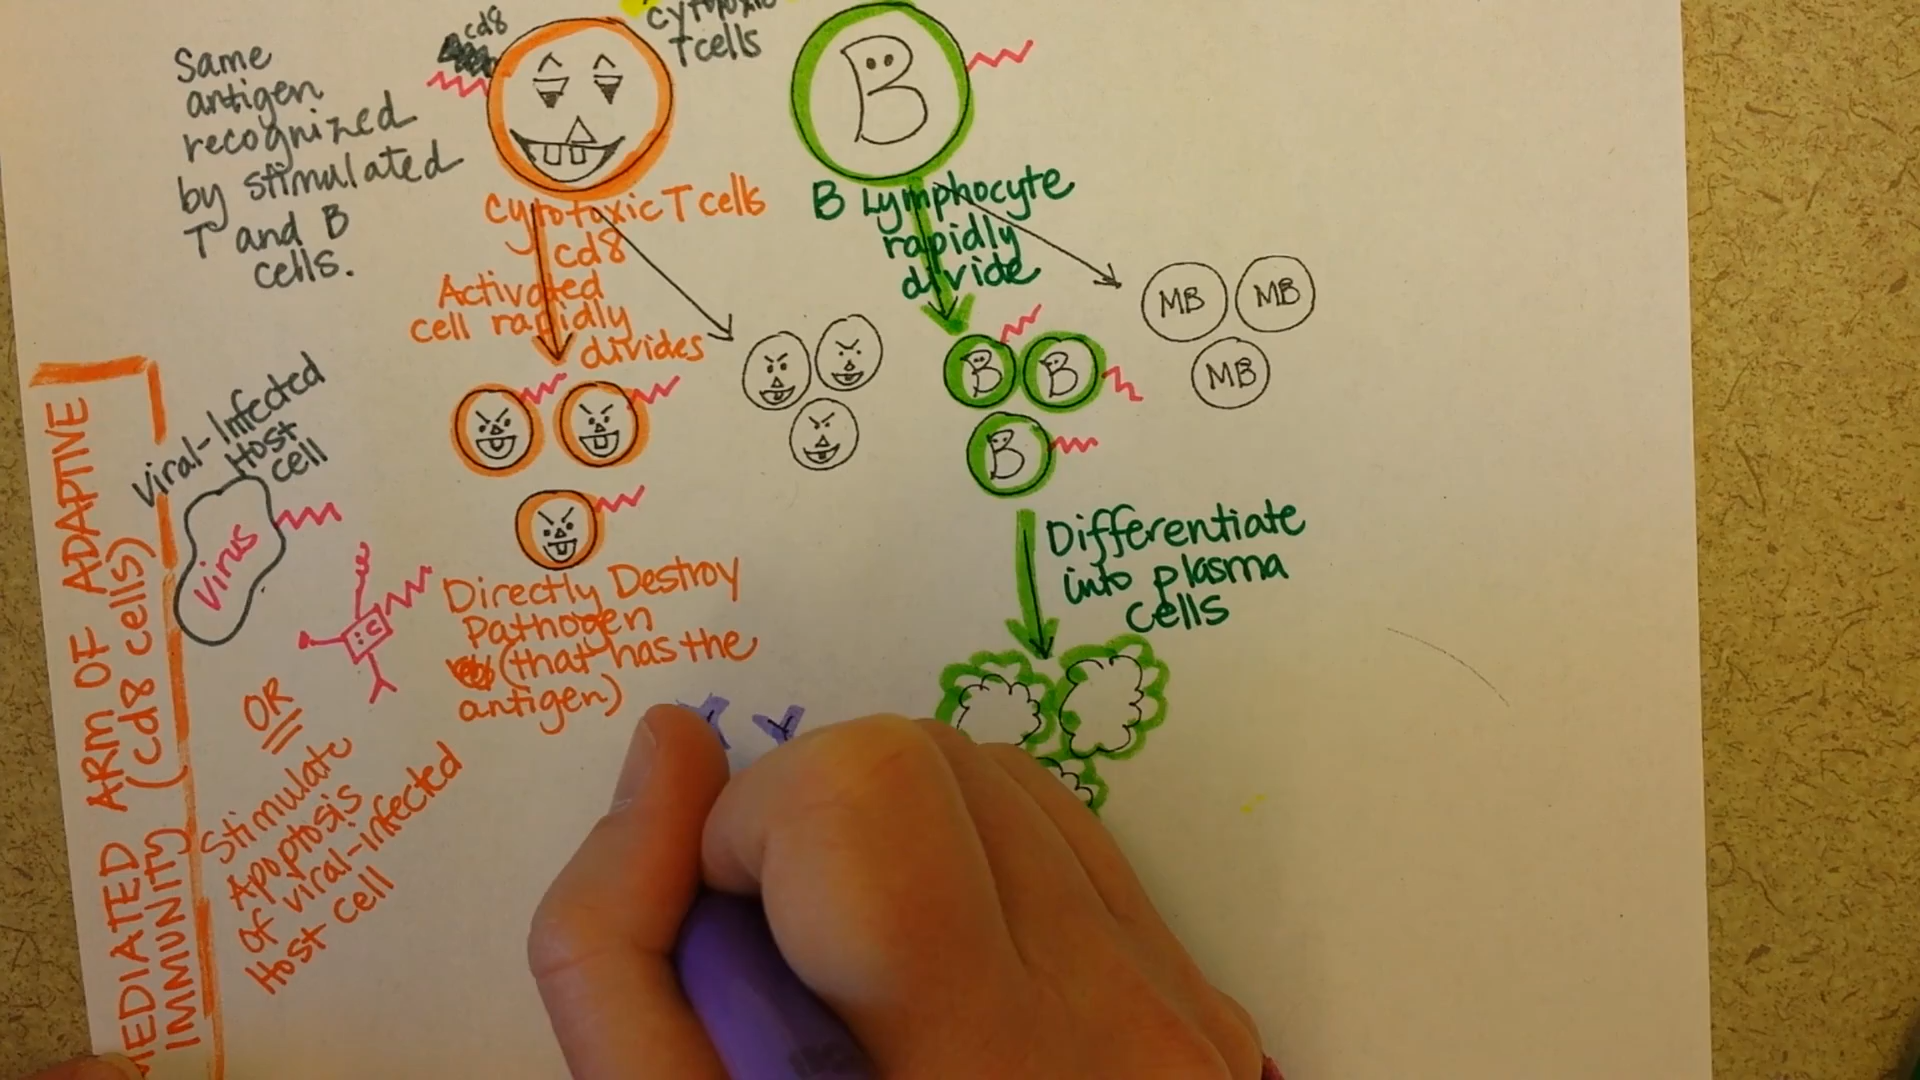 cd8
cytotoxic
Tcells
Same
antigen
recognized
by stimulated
T and B
cells.
B
Cytotoxic T cells
cd8
Activated
cell rapidly
divides
B Lymphocyte
rapidly
divide
MB
MB
MB
B
B
B
Viral-Infected
Host
cell
Virus
Directly Destroy
Pathogen
(that has the
antigen)
Differentiate
into plasma
cells
OR
Stimulate
Apoptosis
of viral-infected
Host cell
MEDIATED ARM OF ADAPTIVE
IMMUNITY (cd8 cells)